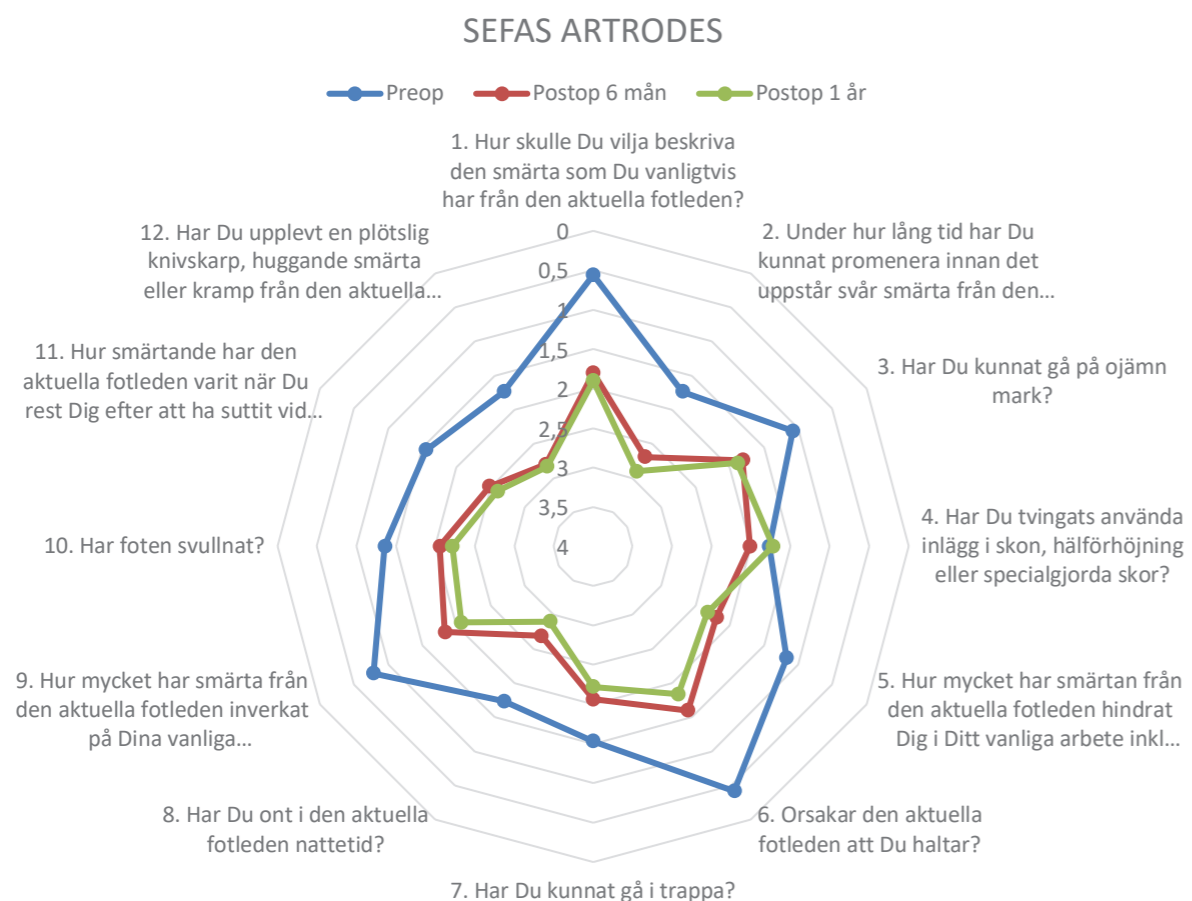 SEFAS ARTRODES
Preop Postop 6 mån Postop 1 år
1. Hur skulle Du vilja beskriva
den smärta som Du vanligtvis
har från den aktuella fotleden?
2. Under hur lång tid har Du
kunnat promenera innan det
uppstår svår smärta från den...
3. Har Du kunnat gå på ojämn
mark?
4. Har Du tvingats använda
inlägg i skon, hälförhöjning
eller specialgjorda skor?
5. Hur mycket har smärtan från
den aktuella fotleden hindrat
Dig i Ditt vanliga arbete inkl...
6. Orsakar den aktuella
fotleden att Du haltar?
7. Har Du kunnat gå i trappa?
8. Har Du ont i den aktuella
fotleden nattetid?
9. Hur mycket har smärta från
den aktuella fotleden inverkat
på Dina vanliga...
10. Har foten svullnat?
11. Hur smärtande har den
aktuella fotleden varit när Du
rest Dig efter att ha suttit vid...
12. Har Du upplevt en plötslig
knivskarp, huggande smärta
eller kramp från den aktuella...
0
0,5
1
1,5
2
2,5
3
3,5
4